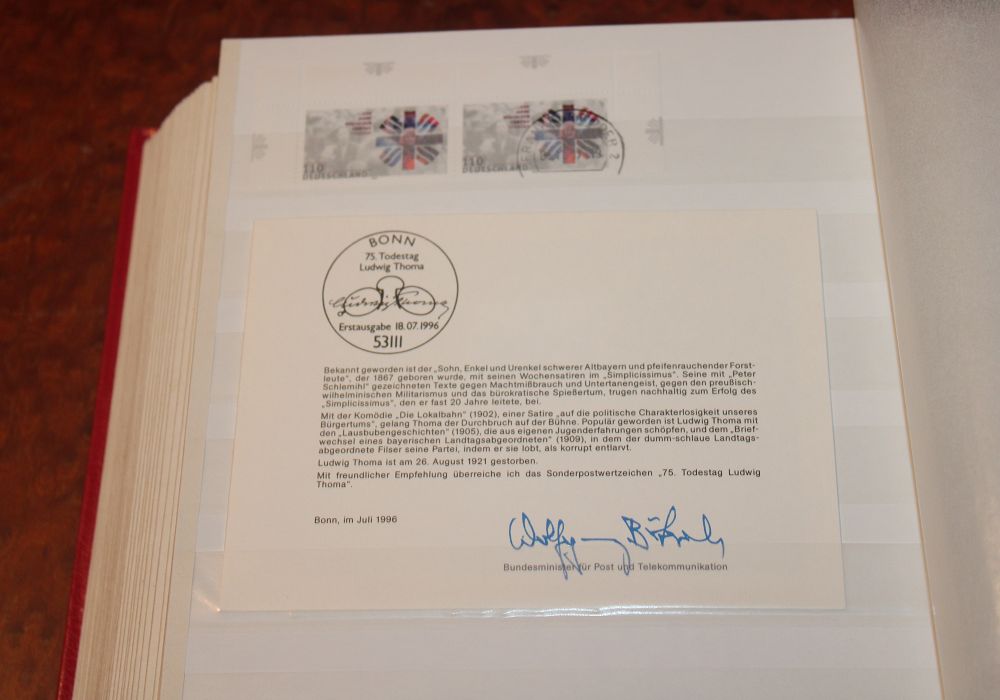 110
DEUTSCHLAND
110
DEUTSCHLAND
BONN
75. Todestag
Ludwig Thoma
Ludwig Thoma
Erstausgabe 18.07.1996
53111
Bekannt geworden ist der „Sohn, Enkel und Urenkel schwerer Altbayern und pfeifenrauchender Forst-
leute“, der 1867 geboren wurde, mit seinen Wochensatiren im „Simplicissimus“. Seine mit „Peter
Schlemihl“ gezeichneten Texte gegen Machtmißbrauch und Untertanengeist, gegen den preußisch-
wilhelminischen Militarismus und das bürokratische Spießertum, trugen nachhaltig zum Erfolg des
„Simplicissimus“, den er fast 20 Jahre leitete, bei.
Mit der Komödie „Die Lokalbahn“ (1902), einer Satire „auf die politische Charakterlosigkeit unseres
Bürgertums“, gelang Thoma der Durchbruch auf der Bühne. Populär geworden ist Ludwig Thoma mit
den „Lausbubengeschichten“ (1905), die aus eigenen Jugenderfahrungen schöpfen, und dem „Brief-
wechsel eines bayerischen Landtagsabgeordneten“ (1909), in dem der dumm-schlaue Landtags-
abgeordnete Filser seine Partei, indem er sie lobt, als korrupt entlarvt.
Ludwig Thoma ist am 26. August 1921 gestorben.
Mit freundlicher Empfehlung überreiche ich das Sonderpostwertzeichen „75. Todestag Ludwig
Thoma“.
Bonn, im Juli 1996
Wolfgang Bötsch
Bundesminister für Post und Telekommunikation